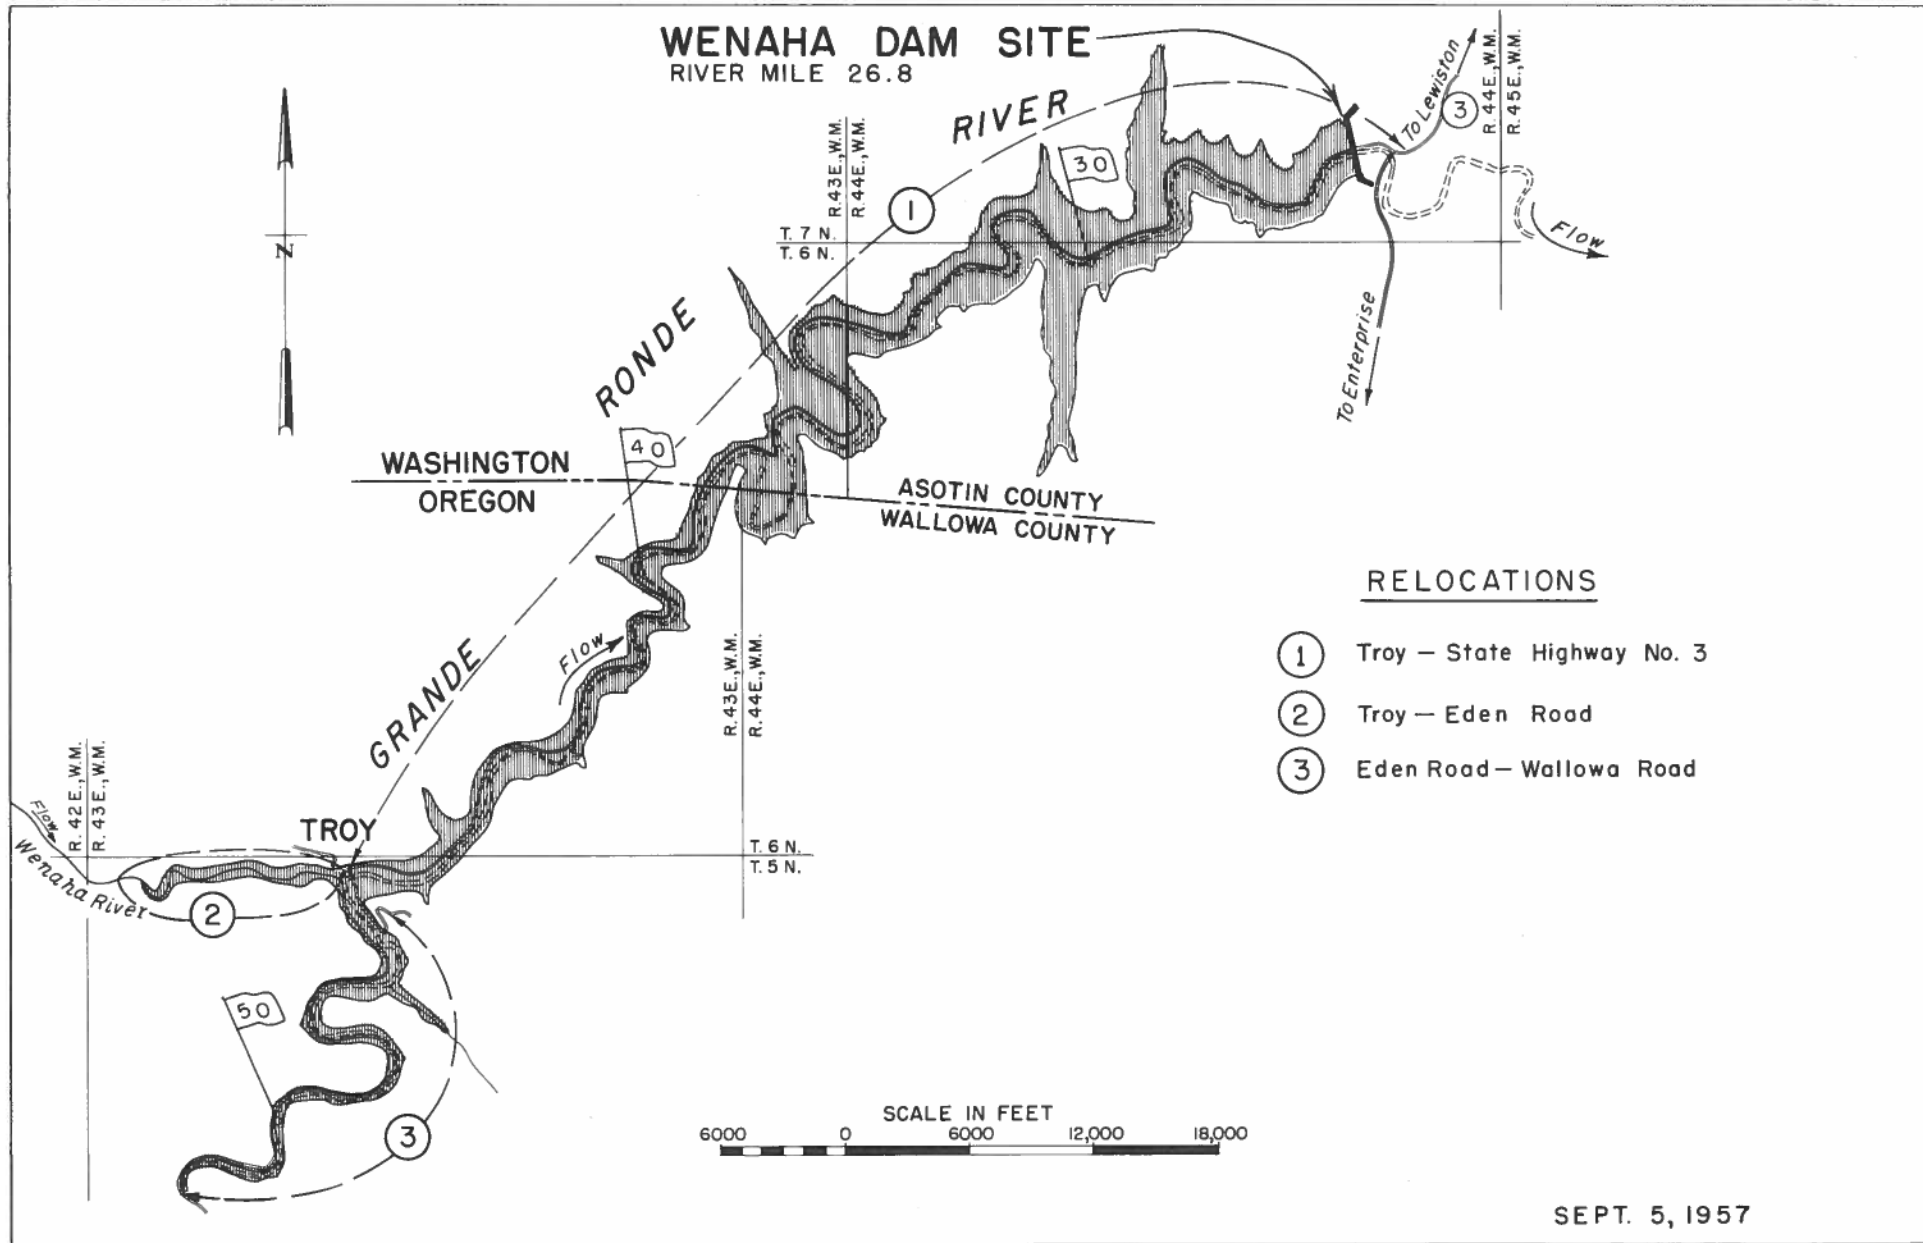 WENAHA DAM SITE
RIVER MILE 26.8
To Lewiston
3
R. 44E., W.M.
R. 45E., W.M.
RIVER
30
R. 43E., W.M.
R. 44E., W.M.
1
T. 7 N.
T. 6 N.
N
Flow
To Enterprise
RONDE
40
WASHINGTON
OREGON
ASOTIN COUNTY
WALLOWA COUNTY
RELOCATIONS
1 Troy – State Highway No. 3
2 Troy – Eden Road
3 Eden Road – Wallowa Road
Flow
GRANDE
R. 43E., W.M.
R. 44E., W.M.
R. 42E., W.M.
R. 43E., W.M.
Flow
Wenaha River
TROY
T. 6 N.
T. 5 N.
2
50
3
SCALE IN FEET
6000 0 6000 12,000 18,000
SEPT. 5, 1957